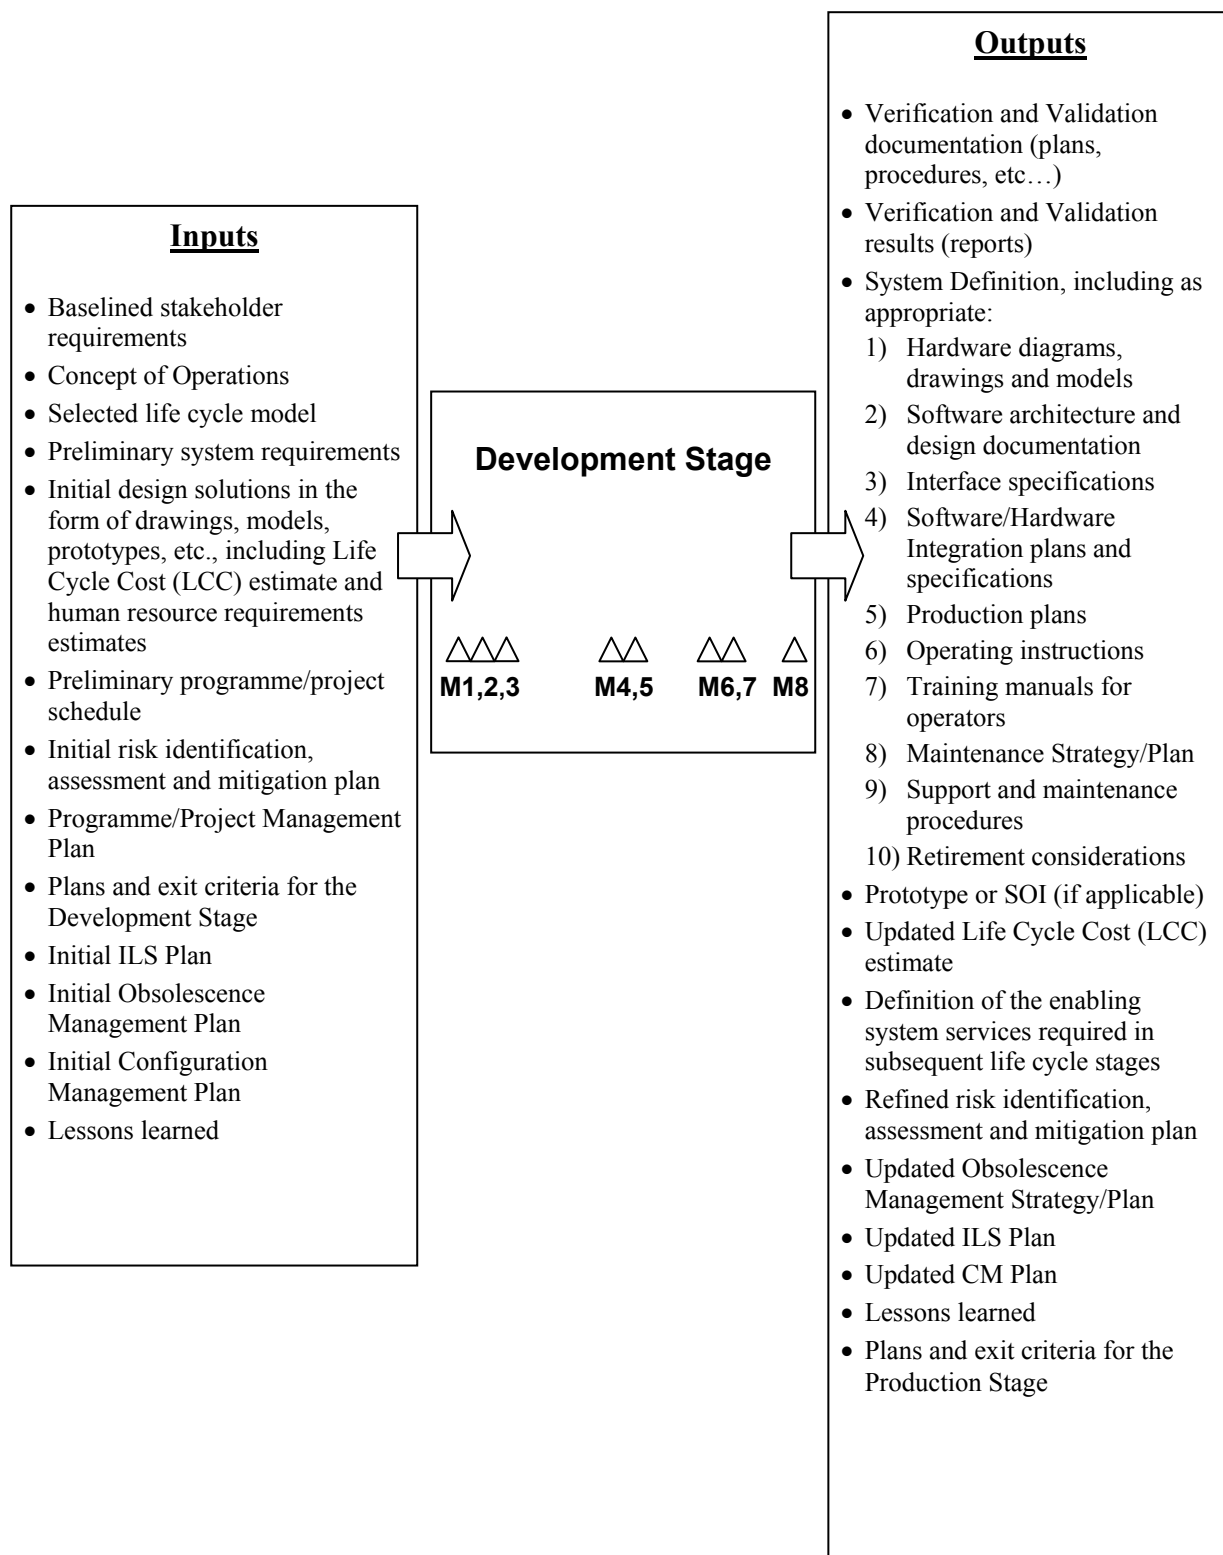 Inputs
• Baselined stakeholder
requirements
• Concept of Operations
• Selected life cycle model
• Preliminary system requirements
• Initial design solutions in the
form of drawings, models,
prototypes, etc., including Life
Cycle Cost (LCC) estimate and
human resource requirements
estimates
• Preliminary programme/project
schedule
• Initial risk identification,
assessment and mitigation plan
• Programme/Project Management
Plan
• Plans and exit criteria for the
Development Stage
• Initial ILS Plan
• Initial Obsolescence
Management Plan
• Initial Configuration
Management Plan
• Lessons learned
Development Stage
M1,2,3 M4,5 M6,7 M8
Outputs
• Verification and Validation
documentation (plans,
procedures, etc…)
• Verification and Validation
results (reports)
• System Definition, including as
appropriate:
1) Hardware diagrams,
drawings and models
2) Software architecture and
design documentation
3) Interface specifications
4) Software/Hardware
Integration plans and
specifications
5) Production plans
6) Operating instructions
7) Training manuals for
operators
8) Maintenance Strategy/Plan
9) Support and maintenance
procedures
10) Retirement considerations
• Prototype or SOI (if applicable)
• Updated Life Cycle Cost (LCC)
estimate
• Definition of the enabling
system services required in
subsequent life cycle stages
• Refined risk identification,
assessment and mitigation plan
• Updated Obsolescence
Management Strategy/Plan
• Updated ILS Plan
• Updated CM Plan
• Lessons learned
• Plans and exit criteria for the
Production Stage